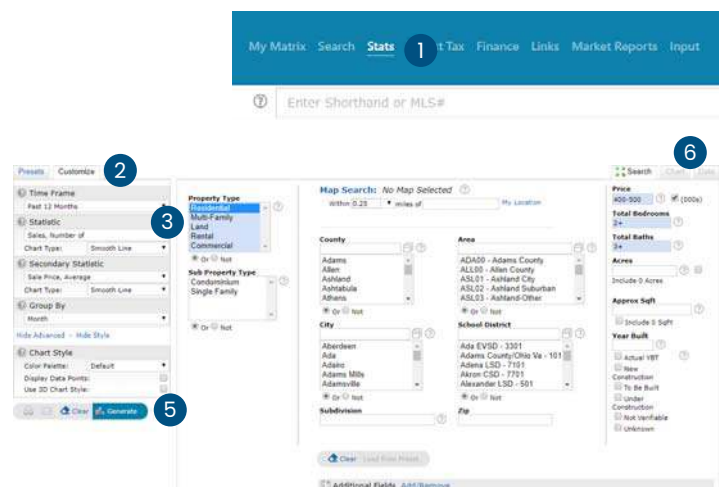 My Matrix Search Stats 1 t Tax Finance Links Market Reports Input
Enter Shorthand or MLS#
6
Presets Customize 2
Search Chart Data
Time Frame
Past 12 Months
3
Statistic
Sales, Number of
Chart Type: Smooth Line
Secondary Statistic
Sale Price, Average
Chart Type: Smooth Line
Group By
Month
Hide Advanced - Hide Style
Chart Style
Color Palette: Default
Display Data Points:
Use 3D Chart Style:
Clear Generate 5
Property Type
Residential
Multi-Family
Land
Rental
Commercial
Or Not
Sub Property Type
Condominium
Single Family
Or Not
Map Search: No Map Selected
Within 0.25 miles of My Location
County
Adams
Allen
Ashland
Ashtabula
Athens
Or Not
Area
ADA00 - Adams County
ALL00 - Allen County
ASL01 - Ashland City
ASL02 - Ashland Suburban
ASL03 - Ashland-Other
Or Not
City
Aberdeen
Ada
Adairo
Adams Mills
Adamsville
Or Not
School District
Ada EVSD - 3301
Adams County/Ohio Va - 101
Adena LSD - 7101
Akron CSD - 7701
Alexander LSD - 501
Or Not
Subdivision
Zip
Clear Load From Preset
Additional Fields Add/Remove
Price
400-500 (000s)
Total Bedrooms
2+
Total Baths
3+
Acres
Include 0 Acres
Approx Sqft
Include 0 SqFt
Year Built
Actual YBT
New
Construction
To Be Built
Under
Construction
Not Verifiable
Unknown